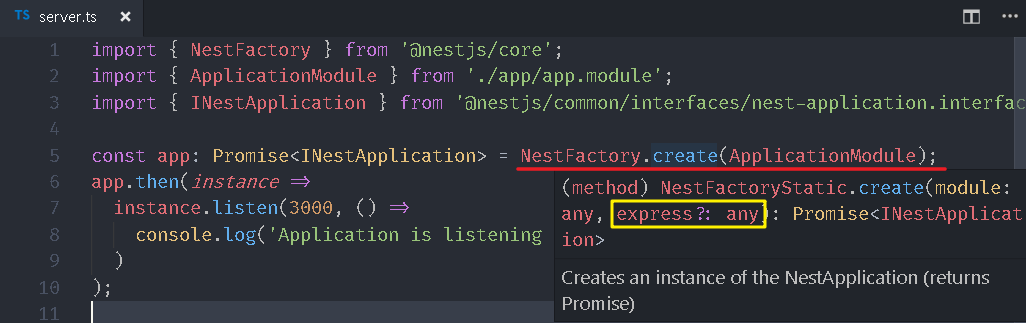 TS server.ts ×
1 import { NestFactory } from '@nestjs/core';
2 import { ApplicationModule } from './app/app.module';
3 import { INestApplication } from '@nestjs/common/interfaces/nest-application.interfac
4
5 const app: Promise<INestApplication> = NestFactory.create(ApplicationModule);
6 app.then(instance =>
7 instance.listen(3000, () =>
8 console.log('Application is listening
9 )
10 );
11
(method) NestFactoryStatic.create(module:
any, express?: any): Promise<INestApplicat
ion>
Creates an instance of the NestApplication (returns
Promise)